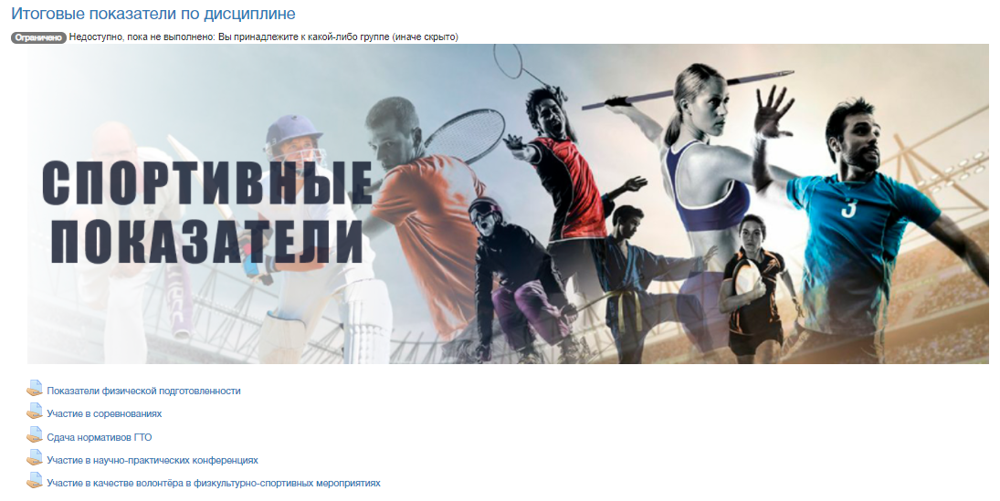 Итоговые показатели по дисциплине
Ограничено Недоступно, пока не выполнено: Вы принадлежите к какой-либо группе (иначе скрыто)
СПОРТИВНЫЕ
ПОКАЗАТЕЛИ
3
Показатели физической подготовленности
Участие в соревнованиях
Сдача нормативов ГТО
Участие в научно-практических конференциях
Участие в качестве волонтёра в физкультурно-спортивных мероприятиях